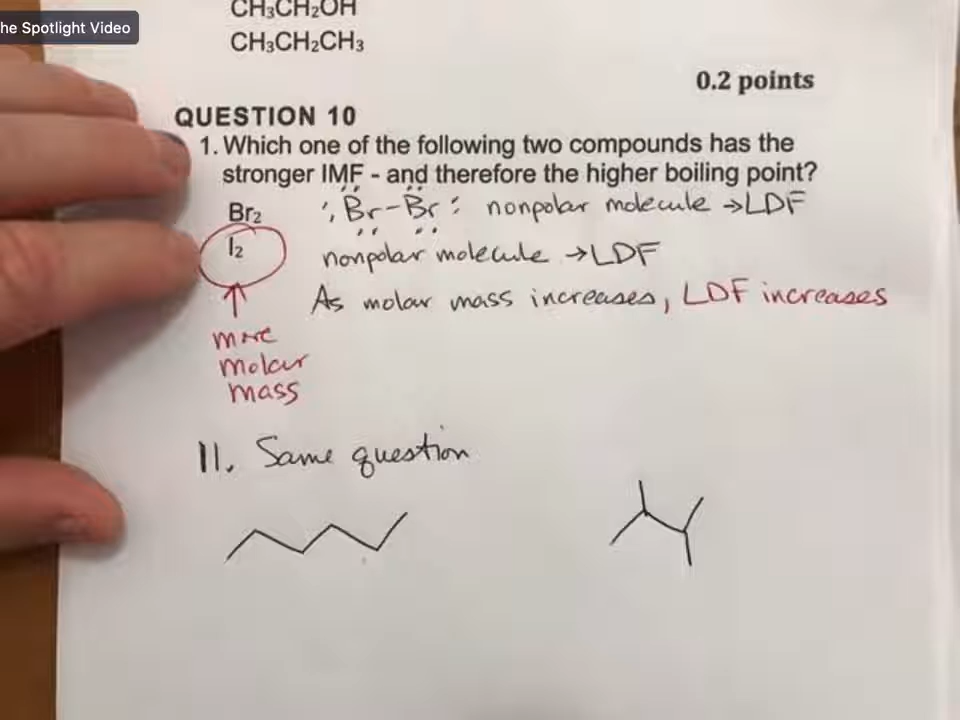 CH₃CH₂OH
he Spotlight Video
CH₃CH₂CH₃
0.2 points
QUESTION 10
1. Which one of the following two compounds has the
stronger IMF - and therefore the higher boiling point?
Br₂ :Br-Br: nonpolar molecule →LDF
I₂ nonpolar molecule →LDF
As molar mass increases, LDF increases
more
molar
mass
11. Same question